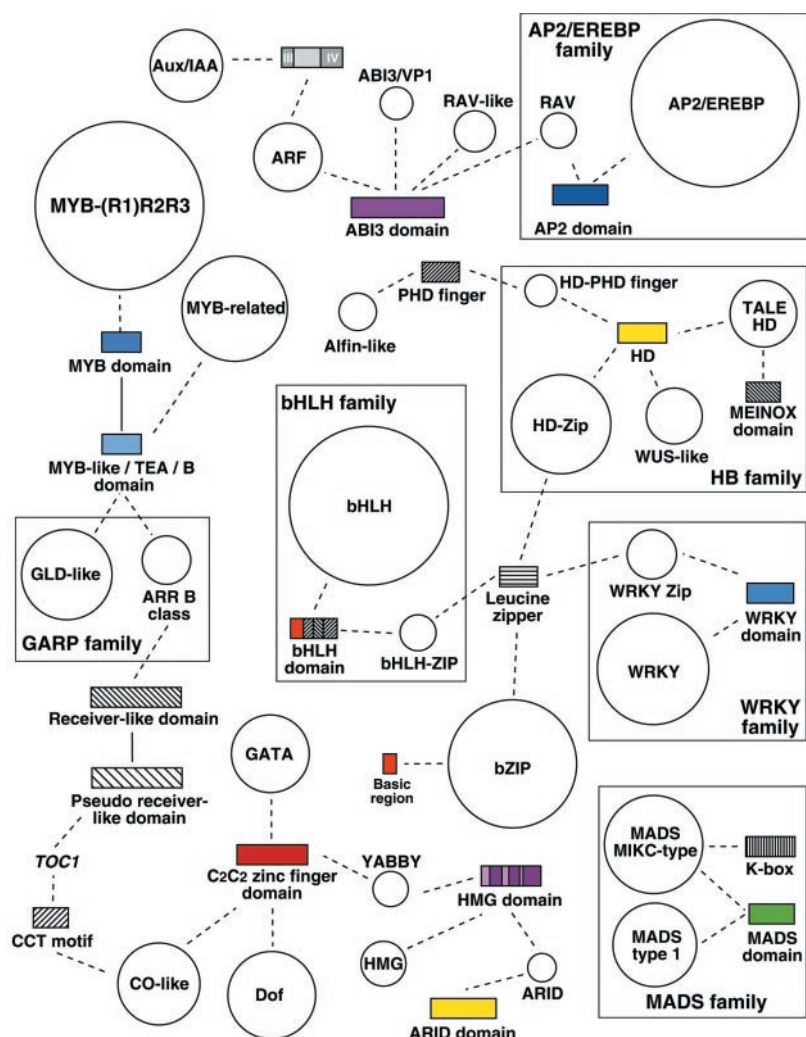 AP2/EREBP
family
Aux/IAA
III
IV
ABI3/VP1
RAV-like
RAV
AP2/EREBP
ARF
MYB-(R1)R2R3
ABI3 domain
AP2 domain
MYB-related
PHD finger
HD-PHD finger
TALE
HD
Alfin-like
HD
MYB domain
MEINOX
domain
bHLH family
HD-Zip
WUS-like
HB family
MYB-like / TEA / B
domain
bHLH
GLD-like
ARR B
class
GARP family
Leucine
zipper
WRKY Zip
WRKY
domain
bHLH
domain
bHLH-ZIP
WRKY
WRKY
family
Receiver-like domain
GATA
bZIP
Basic
region
Pseudo receiver-
like domain
MADS
MIKC-type
K-box
TOC1
C2C2 zinc finger
domain
YABBY
HMG domain
CCT motif
MADS
type 1
MADS
domain
CO-like
Dof
HMG
ARID
MADS family
ARID domain